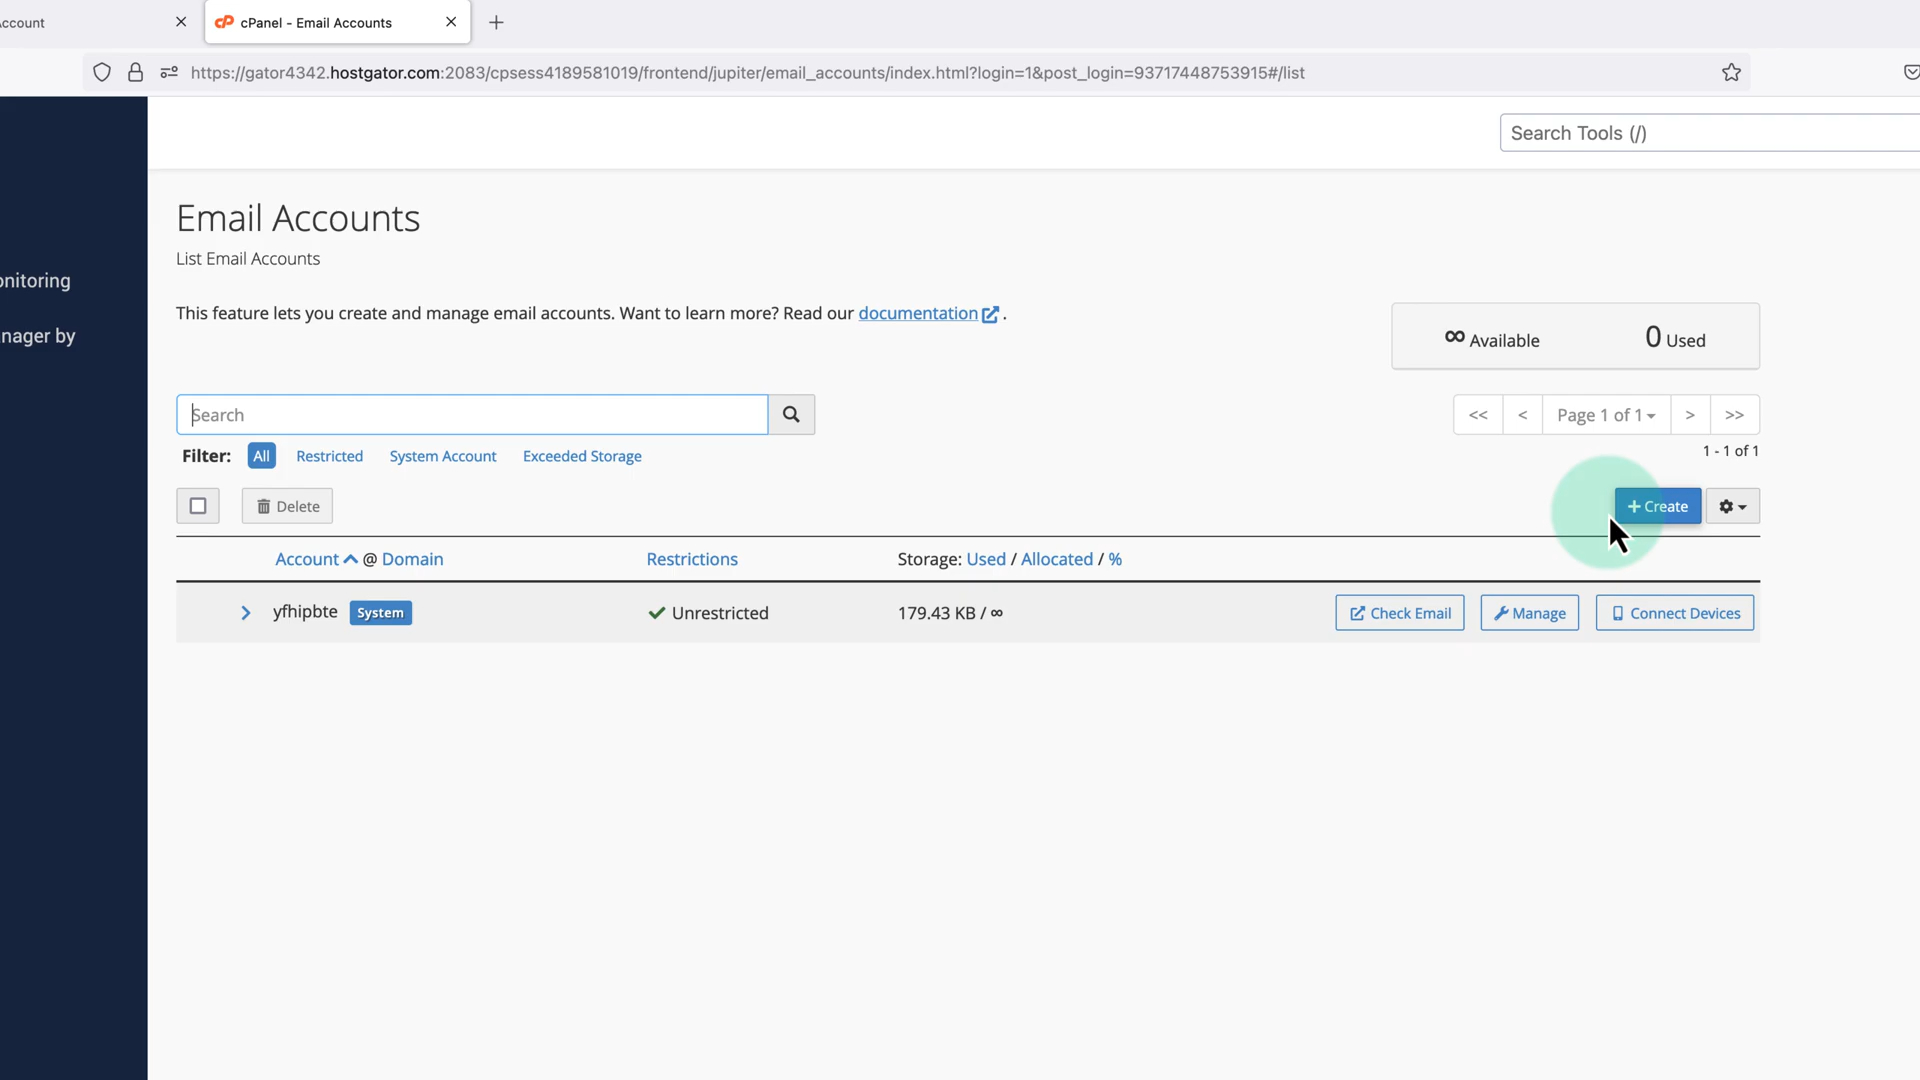 ccount
cPanel - Email Accounts
https://gator4342.hostgator.com:2083/cpsess4189581019/frontend/jupiter/email_accounts/index.html?login=1&post_login=93717448753915#/list
Search Tools (/)
onitoring
nager by
Email Accounts
List Email Accounts
This feature lets you create and manage email accounts. Want to learn more? Read our documentation .
∞ Available 0 Used
Search
<< < Page 1 of 1 > >>
Filter: All Restricted System Account Exceeded Storage
1 - 1 of 1
Delete
+ Create
Account @ Domain Restrictions Storage: Used / Allocated / %
yfhipbte System Unrestricted 179.43 KB / ∞ Check Email Manage Connect Devices